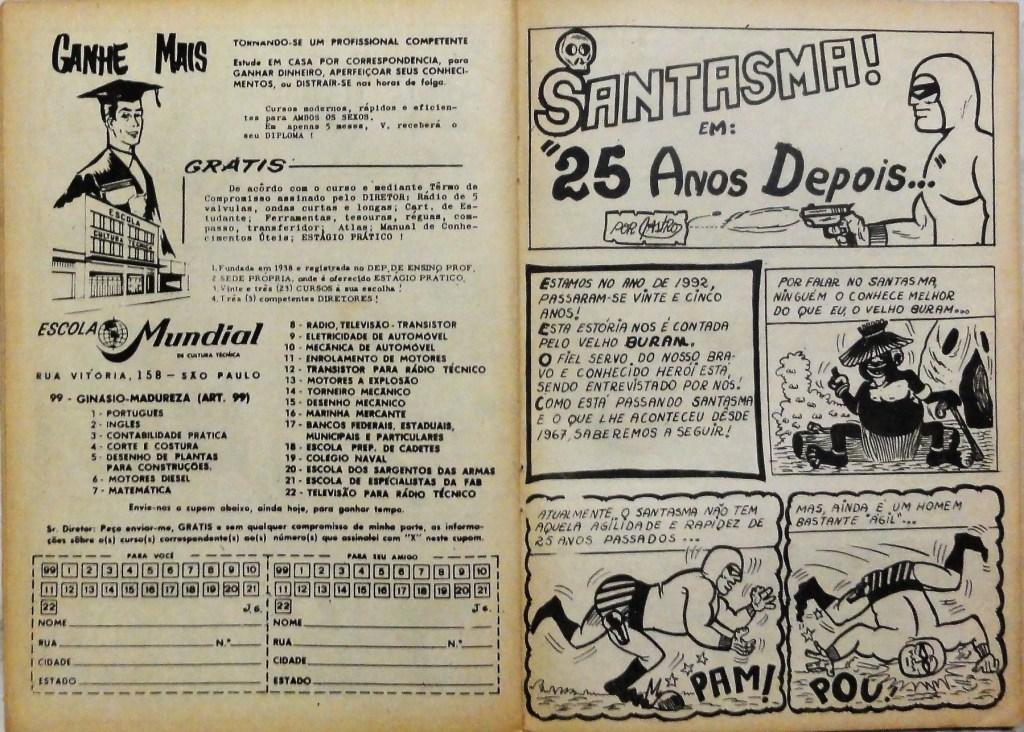 GANHE MAIS
TORNANDO-SE UM PROFISSIONAL COMPETENTE
Estude EM CASA POR CORRESPONDÊNCIA, para
GANHAR DINHEIRO, APERFEIÇOAR SEUS CONHECI-
MENTOS, ou DISTRAIR-SE nas horas de folga.
Cursos modernos, rápidos e eficien-
tes para AMBOS OS SEXOS.
Em apenas 5 meses, V. receberá o
seu DIPLOMA !
GRÁTIS
De acôrdo com o curso e mediante Têrmo de
Compromisso assinado pelo DIRETOR: Rádio de 5
valvulas, ondas curtas e longas; Cart. de Es-
tudante; Ferramentas, tesouras, réguas, com-
passo, transferidor; Atlas; Manual de Conhe-
cimentos Úteis; ESTÁGIO PRÁTICO !
ESCOLA
CULTURA TÉCNICA
1. Fundada em 1938 e registrada no DEP. DE ENSINO PROF.
2. SEDE PRÓPRIA, onde é oferecido ESTÁGIO PRÁTICO.
3. Vinte e três (23) CURSOS à sua escolha !
4. Três (3) competentes DIRETORES !
ESCOLA Mundial
DE CULTURA TÉCNICA
RUA VITÓRIA, 158 — SÃO PAULO
99 - GINASIO-MADUREZA (ART. 99)
1 - PORTUGUÊS
2 - INGLÊS
3 - CONTABILIDADE PRATICA
4 - CORTE E COSTURA
5 - DESENHO DE PLANTAS
PARA CONSTRUÇÕES.
6 - MOTORES DIESEL
7 - MATEMÁTICA
8 - RADIO, TELEVISÃO - TRANSISTOR
9 - ELETRICIDADE DE AUTOMÓVEL
10 - MECÂNICA DE AUTOMÓVEL
11 - ENROLAMENTO DE MOTORES
12 - TRANSISTOR PARA RÁDIO TÉCNICO
13 - MOTORES A EXPLOSÃO
14 - TORNEIRO MECÂNICO
15 - DESENHO MECÂNICO
16 - MARINHA MERCANTE
17 - BANCOS FEDERAIS, ESTADUAIS,
MUNICIPAIS E PARTICULARES
18 - ESCOLA PREP. DE CADETES
19 - COLÉGIO NAVAL
20 - ESCOLA DOS SARGENTOS DAS ARMAS
21 - ESCOLA DE ESPECIALISTAS DA FAB
22 - TELEVISÃO PARA RÁDIO TÉCNICO
Envie-nos o cupom abaixo, ainda hoje, para ganhar tempo.
Sr. Diretor: Peço enviar-me, GRATIS e sem qualquer compromisso de minha parte, as informa-
ções sôbre o(s) curso(s) correspondente(s) ao(s) número(s) que assinalei com "X" neste cupom.
PARA VOCÊ
99 1 2 3 4 5 6 7 8 9 10
11 12 13 14 15 16 17 18 19 20 21
22
J 6.
NOME
RUA N.º
CIDADE
ESTADO
PARA SEU AMIGO
99 1 2 3 4 5 6 7 8 9 10
11 12 13 14 15 16 17 18 19 20 21
22
J 6.
NOME
RUA N.º
CIDADE
ESTADO
SANTASMA!
EM:
"25 ANOS DEPOIS...
POR CASTRO
ESTAMOS NO ANO DE 1992,
PASSARAM-SE VINTE E CINCO
ANOS!
ESTA ESTÓRIA NOS É CONTADA
PELO VELHO BURAM.
O FIEL SERVO, DO NOSSO BRA-
VO E CONHECIDO HEROI ESTÁ,
SENDO ENTREVISTADO POR NÓS!
COMO ESTÁ PASSANDO SANTASMA
E O QUE LHE ACONTECEU DESDE
1967, SABEREMOS A SEGUIR!
POR FALAR NO SANTASMA,
NINGUÉM O CONHECE MELHOR
DO QUE EU, O VELHO BURAM...
ATUALMENTE, O SANTASMA NÃO TEM
AQUELA AGILIDADE E RAPIDEZ DE
25 ANOS PASSADOS ...
PAM!
MAS, AINDA É UM HOMEM
BASTANTE "ÁGIL"...
POU!